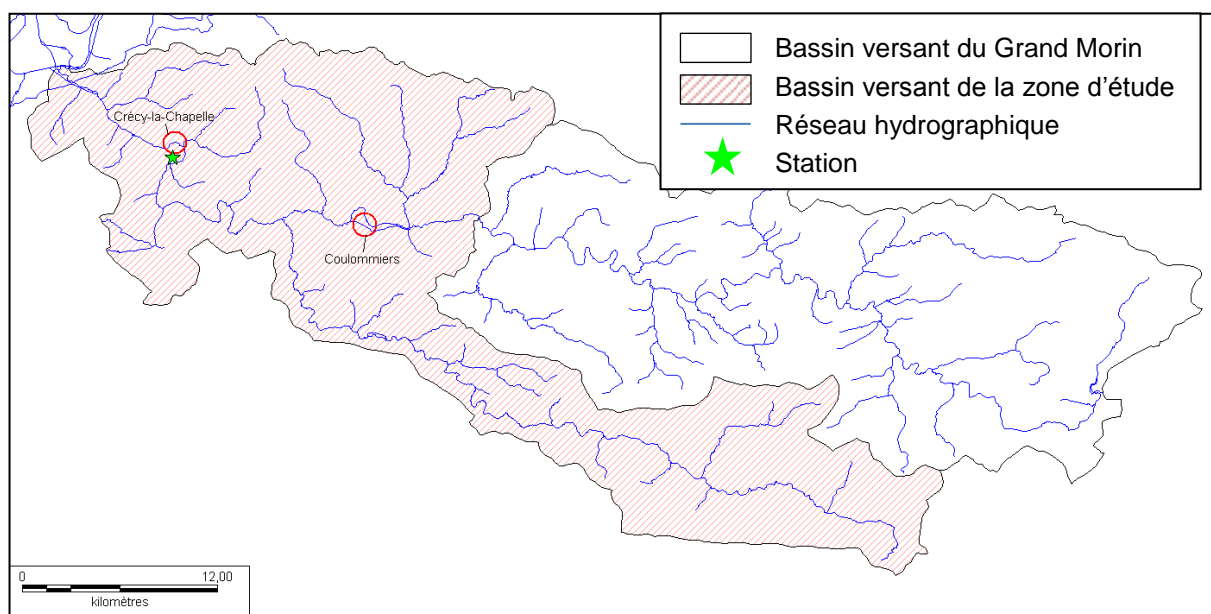 Bassin versant du Grand Morin
Bassin versant de la zone d'étude
Réseau hydrographique
Station
Crécy-la-Chapelle
Coulommiers
0 12,00
kilomètres